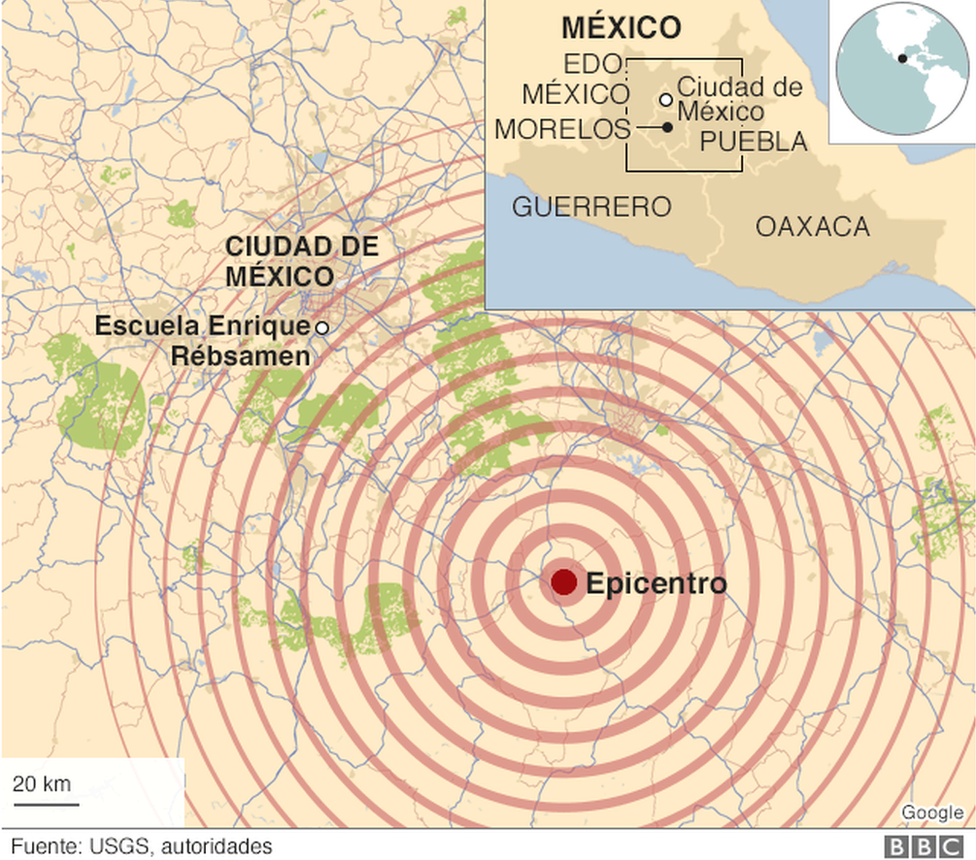 MÉXICO
EDO.
MÉXICO
Ciudad de
México
MORELOS
PUEBLA
GUERRERO
OAXACA
CIUDAD DE
MÉXICO
Escuela Enrique
Rébsamen
Epicentro
20 km
Google
Fuente: USGS, autoridades
BBC